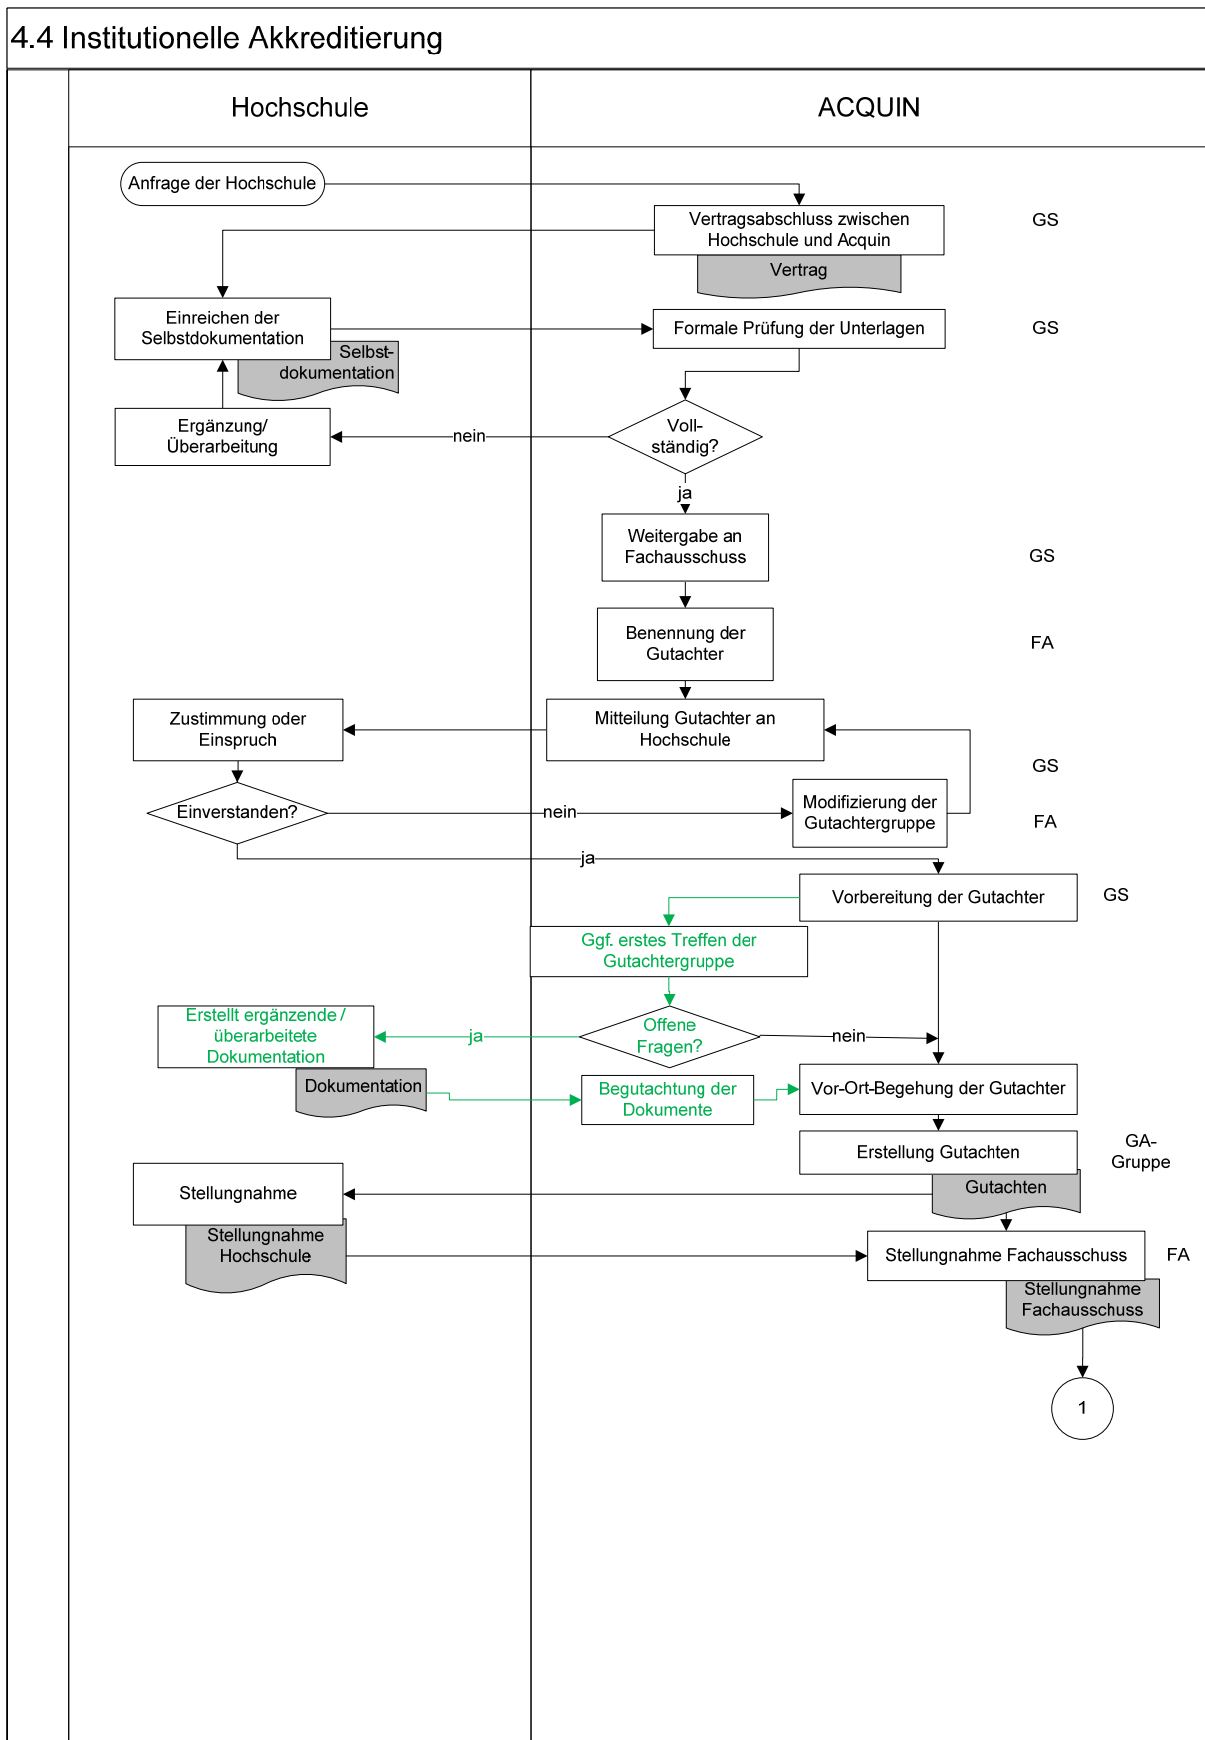 4.4 Institutionelle Akkreditierung
Hochschule
ACQUIN
Anfrage der Hochschule
Vertragsabschluss zwischen
Hochschule und Acquin
GS
Vertrag
Einreichen der
Selbstdokumentation
Formale Prüfung der Unterlagen
GS
Selbst-
dokumentation
Ergänzung/
Überarbeitung
nein
Voll-
ständig?
ja
Weitergabe an
Fachausschuss
GS
Benennung der
Gutachter
FA
Zustimmung oder
Einspruch
Mitteilung Gutachter an
Hochschule
GS
Einverstanden?
nein
Modifizierung der
Gutachtergruppe
FA
ja
Vorbereitung der Gutachter
GS
Ggf. erstes Treffen der
Gutachtergruppe
Erstellt ergänzende /
überarbeitete
Dokumentation
ja
Offene
Fragen?
nein
Dokumentation
Begutachtung der
Dokumente
Vor-Ort-Begehung der Gutachter
Erstellung Gutachten
GA-
Gruppe
Gutachten
Stellungnahme
Stellungnahme
Hochschule
Stellungnahme Fachausschuss
FA
Stellungnahme
Fachausschuss
1